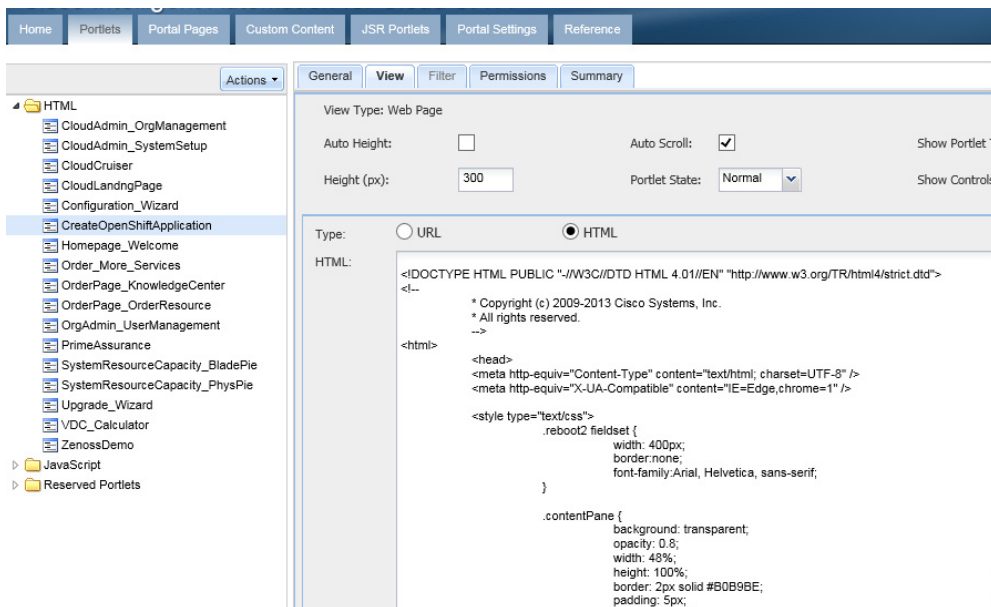 Home Portlets Portal Pages Custom Content JSR Portlets Portal Settings Reference
Actions
General View Filter Permissions Summary
HTML
CloudAdmin_OrgManagement
CloudAdmin_SystemSetup
CloudCruiser
CloudLandngPage
Configuration_Wizard
CreateOpenShiftApplication
Homepage_Welcome
Order_More_Services
OrderPage_KnowledgeCenter
OrderPage_OrderResource
OrgAdmin_UserManagement
PrimeAssurance
SystemResourceCapacity_BladePie
SystemResourceCapacity_PhysPie
Upgrade_Wizard
VDC_Calculator
ZenossDemo
JavaScript
Reserved Portlets
View Type: Web Page
Auto Height: Auto Scroll: Show Portlet
Height (px): 300 Portlet State: Normal Show Controls
Type: URL HTML
HTML:
<!DOCTYPE HTML PUBLIC "-//W3C//DTD HTML 4.01//EN" "http://www.w3.org/TR/html4/strict.dtd">
<!--
* Copyright (c) 2009-2013 Cisco Systems, Inc.
* All rights reserved.
-->
<html>
<head>
<meta http-equiv="Content-Type" content="text/html; charset=UTF-8" />
<meta http-equiv="X-UA-Compatible" content="IE=Edge,chrome=1" />
<style type="text/css">
.reboot2 fieldset {
width: 400px;
border:none;
font-family:Arial, Helvetica, sans-serif;
}
.contentPane {
background: transparent;
opacity: 0.8;
width: 48%;
height: 100%;
border: 2px solid #B0B9BE;
padding: 5px;